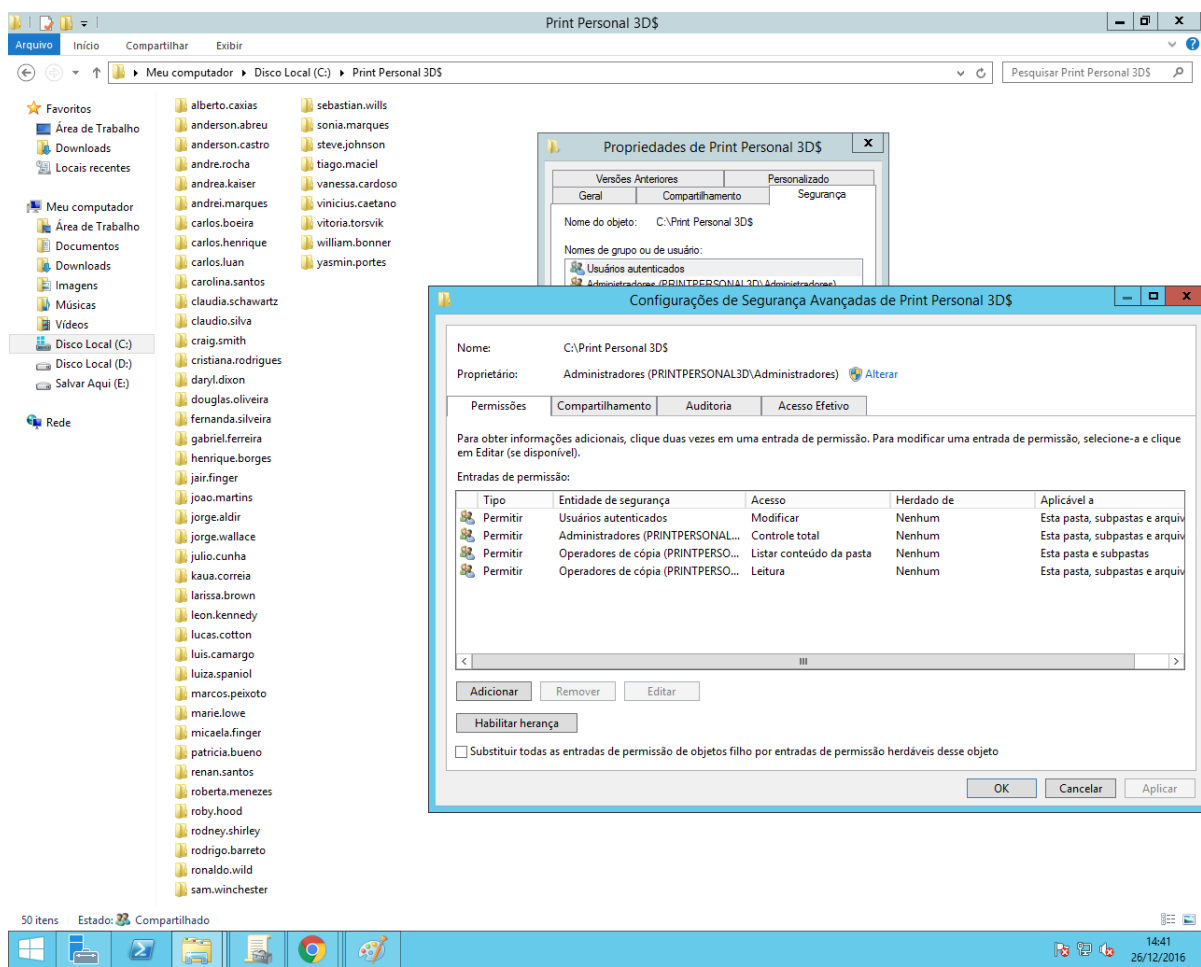 Print Personal 3D$
Arquivo Início Compartilhar Exibir
Meu computador Disco Local (C:) Print Personal 3D$
Pesquisar Print Personal 3D$
Favoritos
Área de Trabalho
Downloads
Locais recentes
Meu computador
Área de Trabalho
Documentos
Downloads
Imagens
Músicas
Vídeos
Disco Local (C:)
Disco Local (D:)
Salvar Aqui (E:)
Rede
alberto.caxias
anderson.abreu
anderson.castro
andre.rocha
andrea.kaiser
andrei.marques
carlos.boeira
carlos.henrique
carlos.luan
carolina.santos
claudia.schawartz
claudio.silva
craig.smith
cristiana.rodrigues
daryl.dixon
douglas.oliveira
fernanda.silveira
gabriel.ferreira
henrique.borges
jair.finger
joao.martins
jorge.aldir
jorge.wallace
julio.cunha
kaua.correia
larissa.brown
leon.kennedy
lucas.cotton
luis.camargo
luiza.spaniol
marcos.peixoto
marie.lowe
micaela.finger
patricia.bueno
renan.santos
roberta.menezes
roby.hood
rodney.shirley
rodrigo.barreto
ronaldo.wild
sam.winchester
sebastian.wills
sonia.marques
steve.johnson
tiago.maciel
vanessa.cardoso
vinicius.caetano
vitoria.torsvik
william.bonner
yasmin.portes
Propriedades de Print Personal 3D$
Versões Anteriores Personalizado
Geral Compartilhamento Segurança
Nome do objeto: C:\Print Personal 3D$
Nomes de grupo ou de usuário:
Usuários autenticados
Administradores (PRINTPERSONAL3D\Administradores)
Configurações de Segurança Avançadas de Print Personal 3D$
Nome: C:\Print Personal 3D$
Proprietário: Administradores (PRINTPERSONAL3D\Administradores) Alterar
Permissões Compartilhamento Auditoria Acesso Efetivo
Para obter informações adicionais, clique duas vezes em uma entrada de permissão. Para modificar uma entrada de permissão, selecione-a e clique
em Editar (se disponível).
Entradas de permissão:
Tipo Entidade de segurança Acesso Herdado de Aplicável a
Permitir Usuários autenticados Modificar Nenhum Esta pasta, subpastas e arquiv
Permitir Administradores (PRINTPERSONAL... Controle total Nenhum Esta pasta, subpastas e arquiv
Permitir Operadores de cópia (PRINTPERSO... Listar conteúdo da pasta Nenhum Esta pasta e subpastas
Permitir Operadores de cópia (PRINTPERSO... Leitura Nenhum Esta pasta, subpastas e arquiv
Adicionar Remover Editar
Habilitar herança
Substituir todas as entradas de permissão de objetos filho por entradas de permissão herdáveis desse objeto
OK Cancelar Aplicar
50 itens Estado: Compartilhado
14:41
26/12/2016